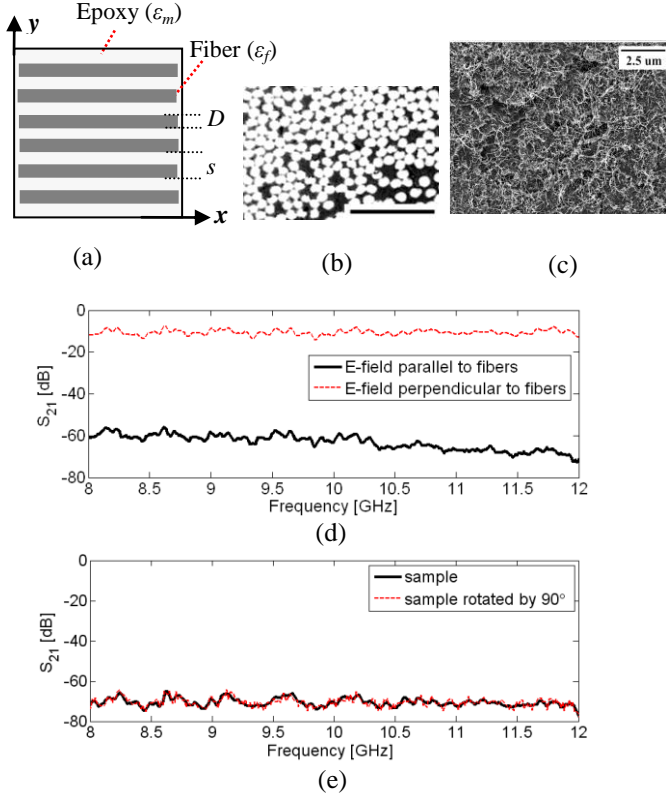 y
Epoxy (εm)
Fiber (εf)
D
s
x
2.5 um
(a)
(b)
(c)
0
-20
-40
-60
-80
S21 [dB]
E-field parallel to fibers
E-field perpendicular to fibers
8 8.5 9 9.5 10 10.5 11 11.5 12
Frequency [GHz]
(d)
0
-20
-40
-60
-80
S21 [dB]
sample
sample rotated by 90°
8 8.5 9 9.5 10 10.5 11 11.5 12
Frequency [GHz]
(e)